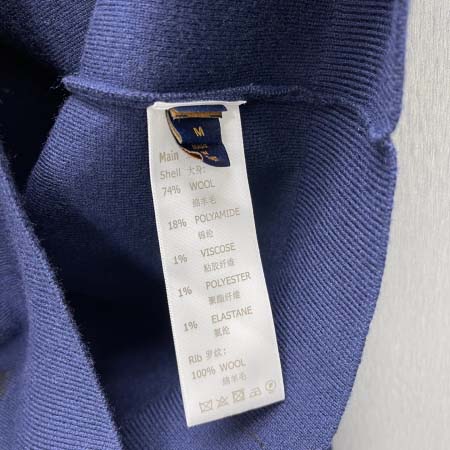 M
MADE
Main
Shell 大身:
74% WOOL
绵羊毛
18% POLYAMIDE
锦纶
1% VISCOSE
粘胶纤维
1% POLYESTER
聚酯纤维
1% ELASTANE
氨纶
Rib 罗纹:
100% WOOL
绵羊毛